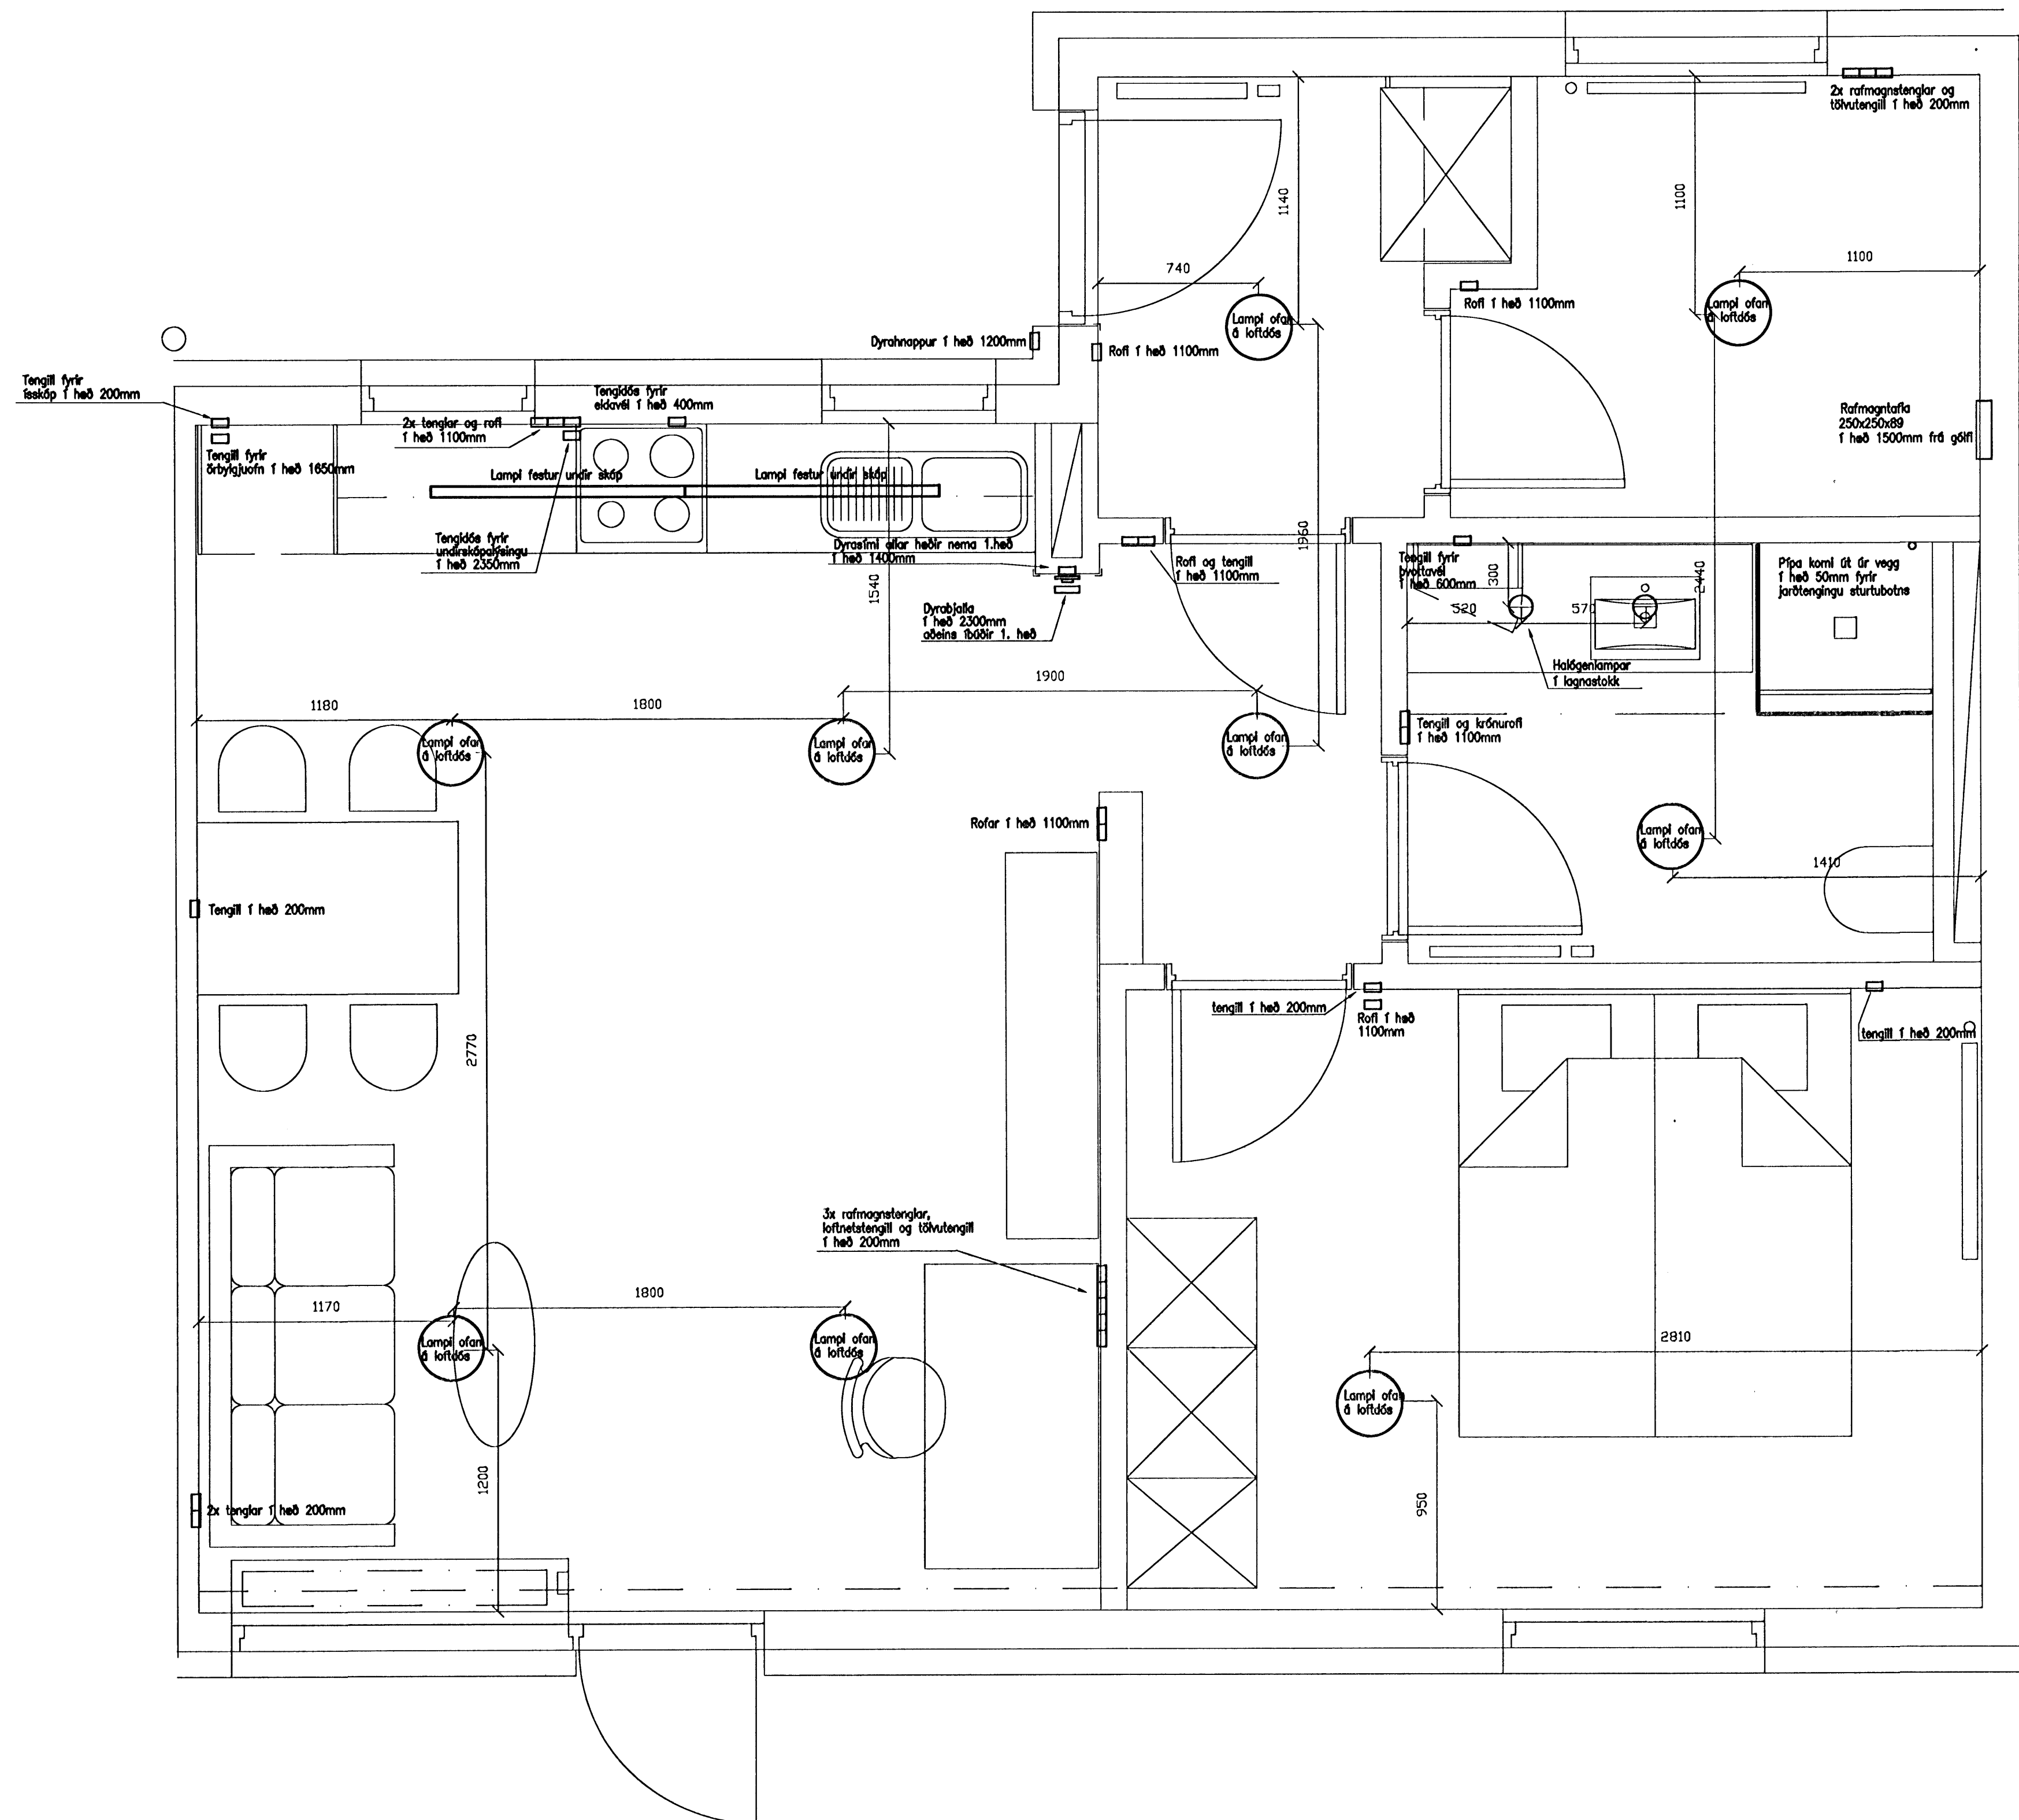 2x rafmagnstenglar og
tölvutengill í hæð 200mm
1140
1100
740
1100
Lampi ofan
á loftdós
Rofi í hæð 1100mm
Lampi ofan
á loftdós
Dyrahnappur í hæð 1200mm
Rofi í hæð 1100mm
Tengill fyrir
ísskáp í hæð 200mm
Tengidós fyrir
eldavél í hæð 400mm
2x tenglar og rofi
í hæð 1100mm
Rafmagntafla
250x250x89
í hæð 1500mm frá gólfi
Tengill fyrir
örbylgjuofn í hæð 1650mm
Lampi festur undir skáp
Lampi festur undir skáp
Tengidós fyrir
undirskápalýsingu
í hæð 2350mm
Dyrasími allar hæðir nema 1.hæð
í hæð 1400mm
1540
1960
Rofi og tengill
í hæð 1100mm
Tengill fyrir
þvottavél
í hæð 600mm
300
2440
Pípa komi út úr vegg
í hæð 50mm fyrir
jarðtengingu sturtubotns
520
570
Dyrabjalla
í hæð 2300mm
aðeins íbúðir 1. hæð
Halógenlampar
í lagnastokk
1180
1800
1900
Lampi ofan
á loftdós
Lampi ofan
á loftdós
Lampi ofan
á loftdós
Tengill og krónurofi
í hæð 1100mm
Rofar í hæð 1100mm
Lampi ofan
á loftdós
1410
Tengill í hæð 200mm
2770
tengill í hæð 200mm
Rofi í hæð
1100mm
tengill í hæð 200mm
3x rafmagnstenglar,
loftnetstengill og tölvutengill
í hæð 200mm
1170
1800
Lampi ofan
á loftdós
Lampi ofan
á loftdós
2810
Lampi ofan
á loftdós
1200
950
2x tenglar í hæð 200mm